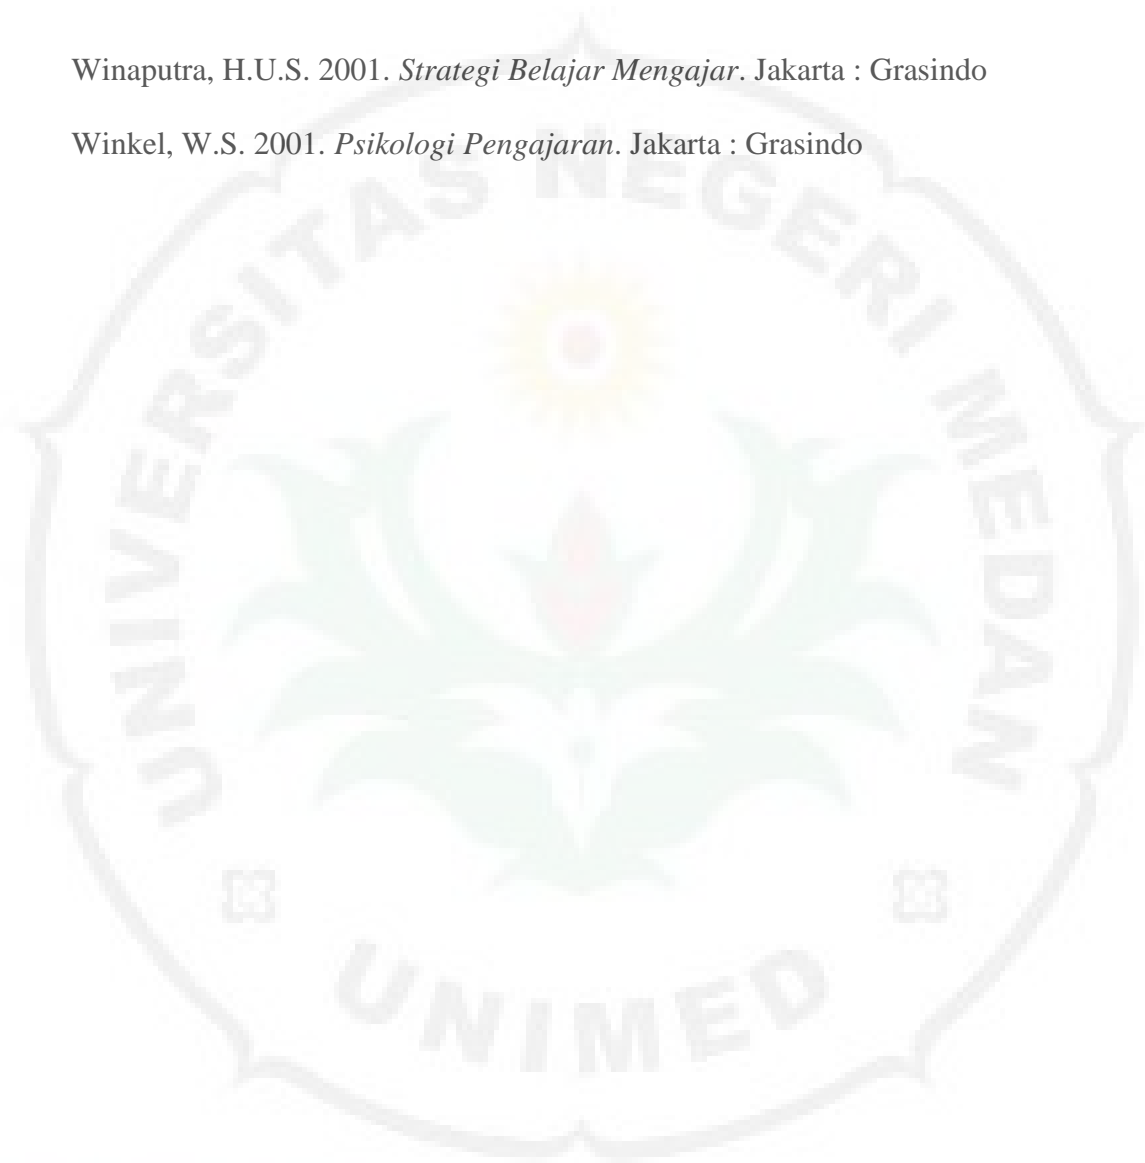 Winaputra, H.U.S. 2001. Strategi Belajar Mengajar. Jakarta : Grasindo
Winkel, W.S. 2001. Psikologi Pengajaran. Jakarta : Grasindo
UNIVERSITAS NEGERI MEDAN
UNIMED